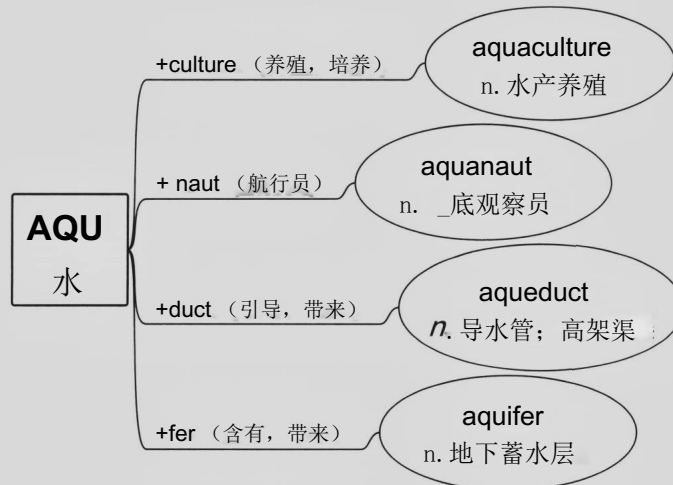 AQU
水
+culture（养殖，培养）
aquaculture
n. 水产养殖
+ naut（航行员）
aquanaut
n. _底观察员
+duct（引导，带来）
aqueduct
n. 导水管；高架渠
+fer（含有，带来）
aquifer
n. 地下蓄水层